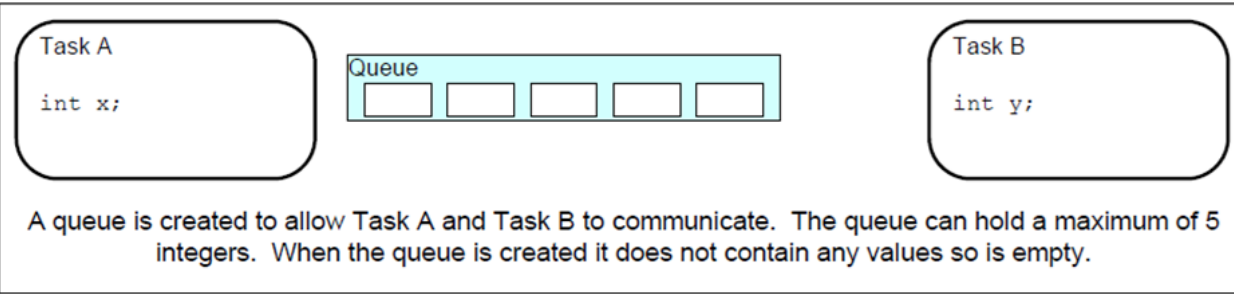 Task A
int x;
Queue
Task B
int y;
A queue is created to allow Task A and Task B to communicate.  The queue can hold a maximum of 5
integers.  When the queue is created it does not contain any values so is empty.